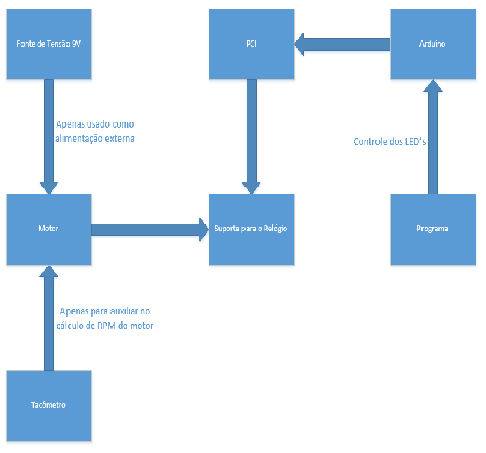 Fonte de Tensão 9V
PCI
Arduino
Apenas usado como
alimentação externa
Controle dos LED's
Motor
Suporte para o Relógio
Programa
Apenas para auxiliar no
cálculo de RPM do motor
Tacômetro